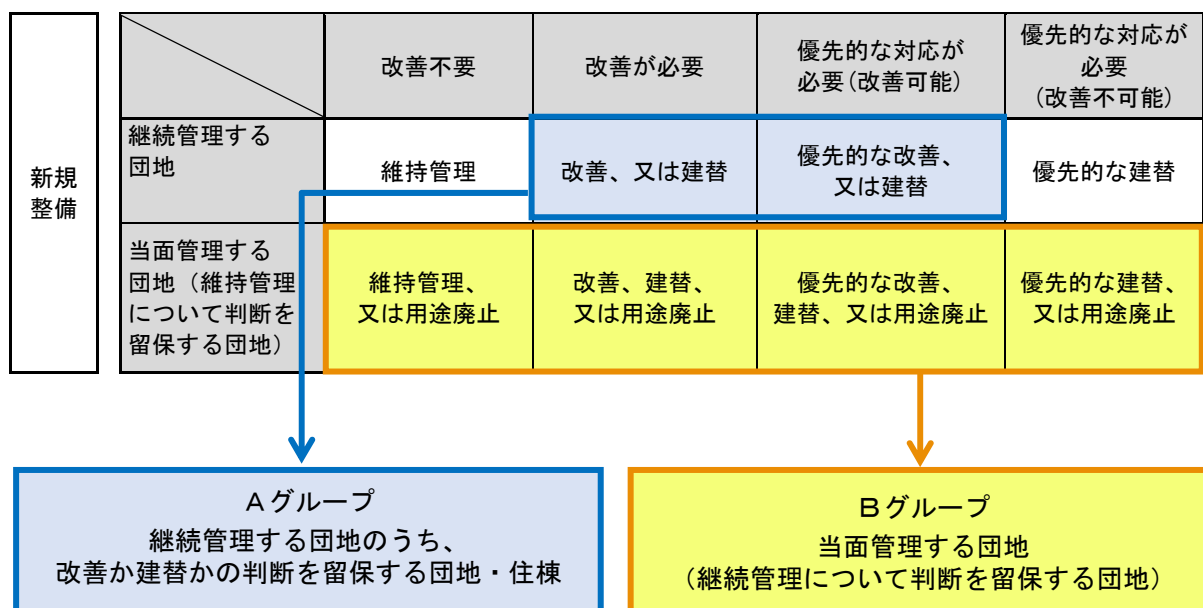 新規
整備
改善不要
改善が必要
優先的な対応が
必要(改善可能)
優先的な対応が
必要
(改善不可能)
継続管理する
団地
維持管理
改善、又は建替
優先的な改善、
又は建替
優先的な建替
当面管理する
団地（維持管理
について判断を
留保する団地）
維持管理、
又は用途廃止
改善、建替、
又は用途廃止
優先的な改善、
建替、又は用途廃止
優先的な建替、
又は用途廃止
Ａグループ
継続管理する団地のうち、
改善か建替かの判断を留保する団地・住棟
Ｂグループ
当面管理する団地
（継続管理について判断を留保する団地）